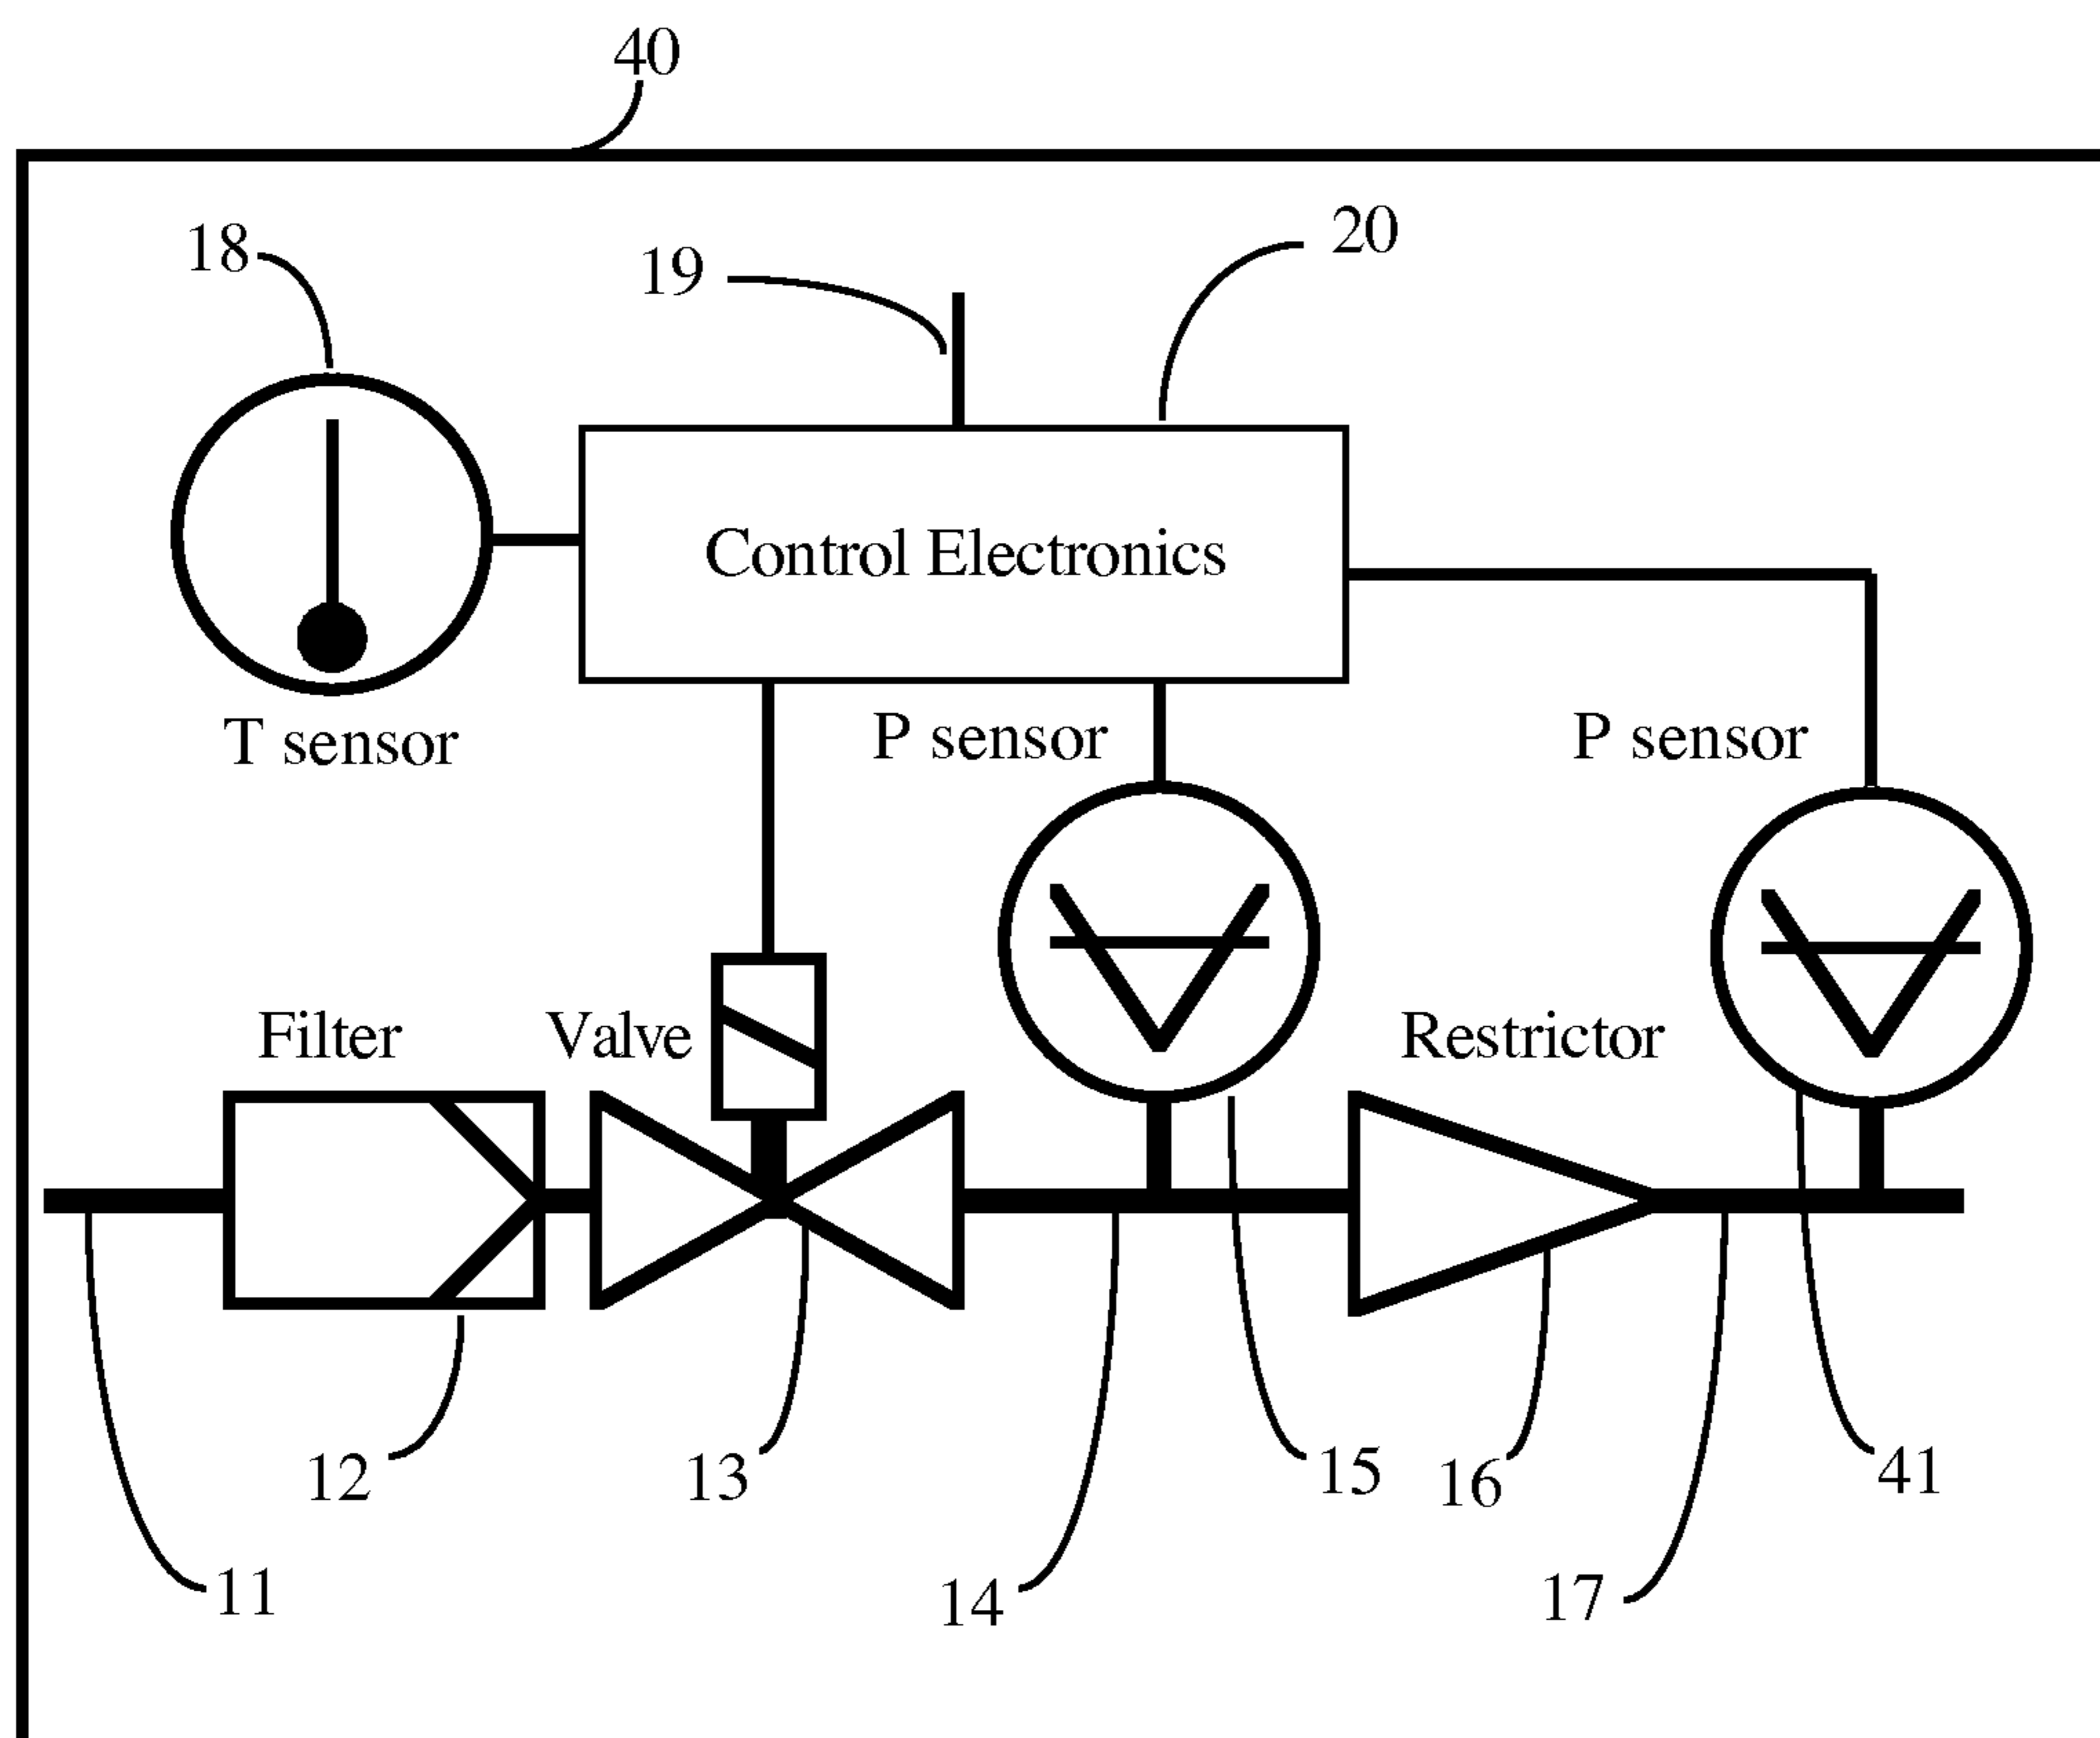 40
18
19
20
Control Electronics
T sensor
P sensor
P sensor
Filter
Valve
Restrictor
12
13
15
16
41
11
14
17